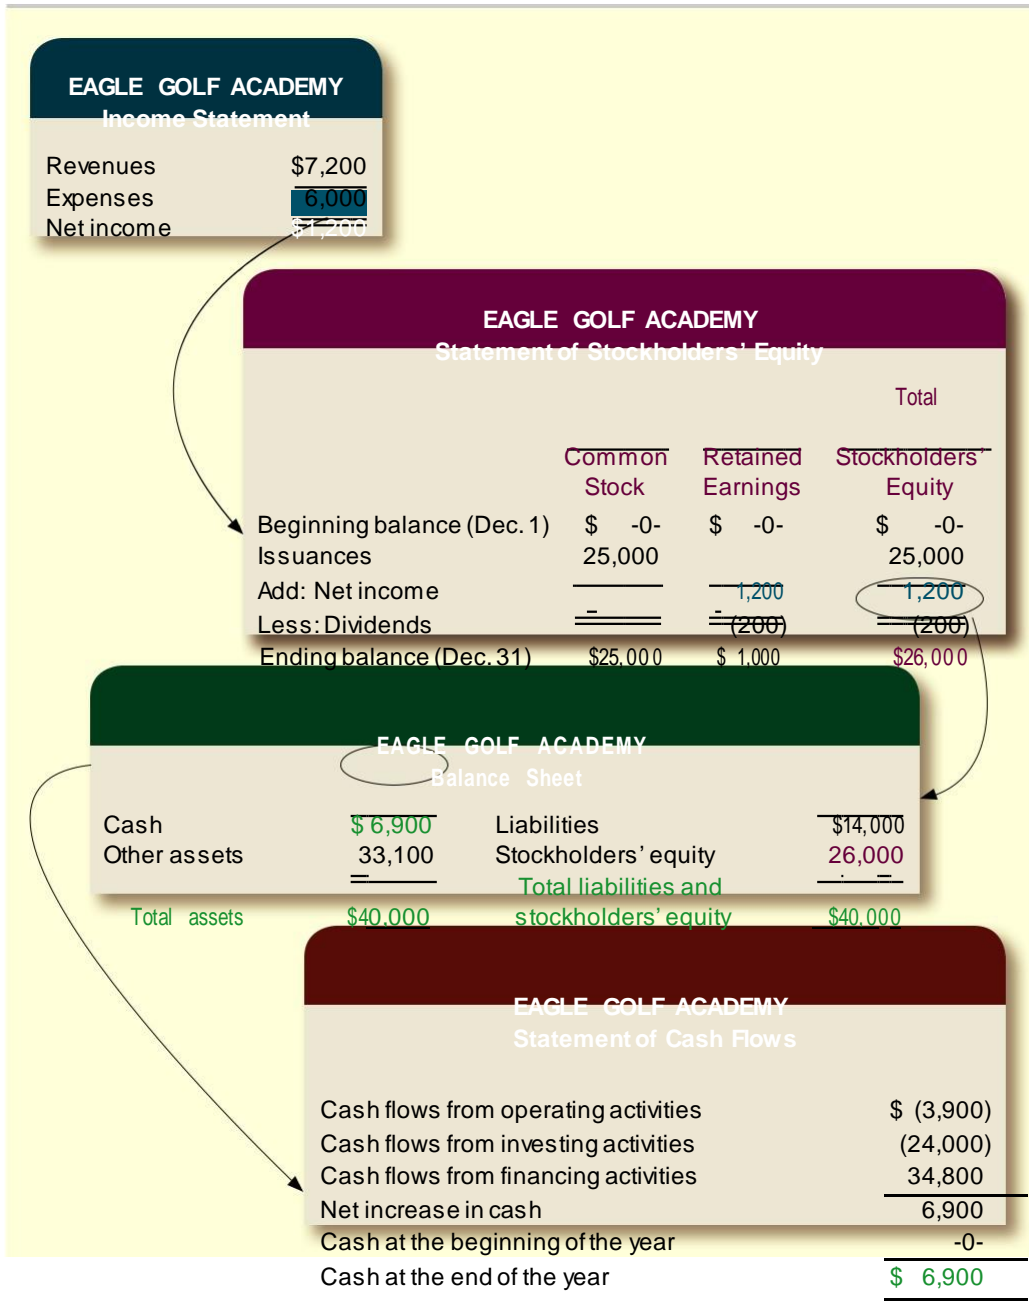 EAGLE GOLF ACADEMY
Income Statement
Revenues $7,200
Expenses 6,000
Net income $1,200
EAGLE GOLF ACADEMY
Statement of Stockholders’ Equity
Total
Common Retained Stockholders’
Stock Earnings Equity
Beginning balance (Dec. 1) $ -0- $ -0- $ -0-
Issuances 25,000 25,000
Add: Net income 1,200 1,200
Less: Dividends (200) (200)
Ending balance (Dec. 31) $25,000 $ 1,000 $26,000
EAGLE GOLF ACADEMY
Balance Sheet
Cash $ 6,900 Liabilities $14,000
Other assets 33,100 Stockholders’ equity 26,000
Total liabilities and
Total assets $40,000 stockholders’ equity $40,000
EAGLE GOLF ACADEMY
Statement of Cash Flows
Cash flows from operating activities $ (3,900)
Cash flows from investing activities (24,000)
Cash flows from financing activities 34,800
Net increase in cash 6,900
Cash at the beginning of the year -0-
Cash at the end of the year $ 6,900